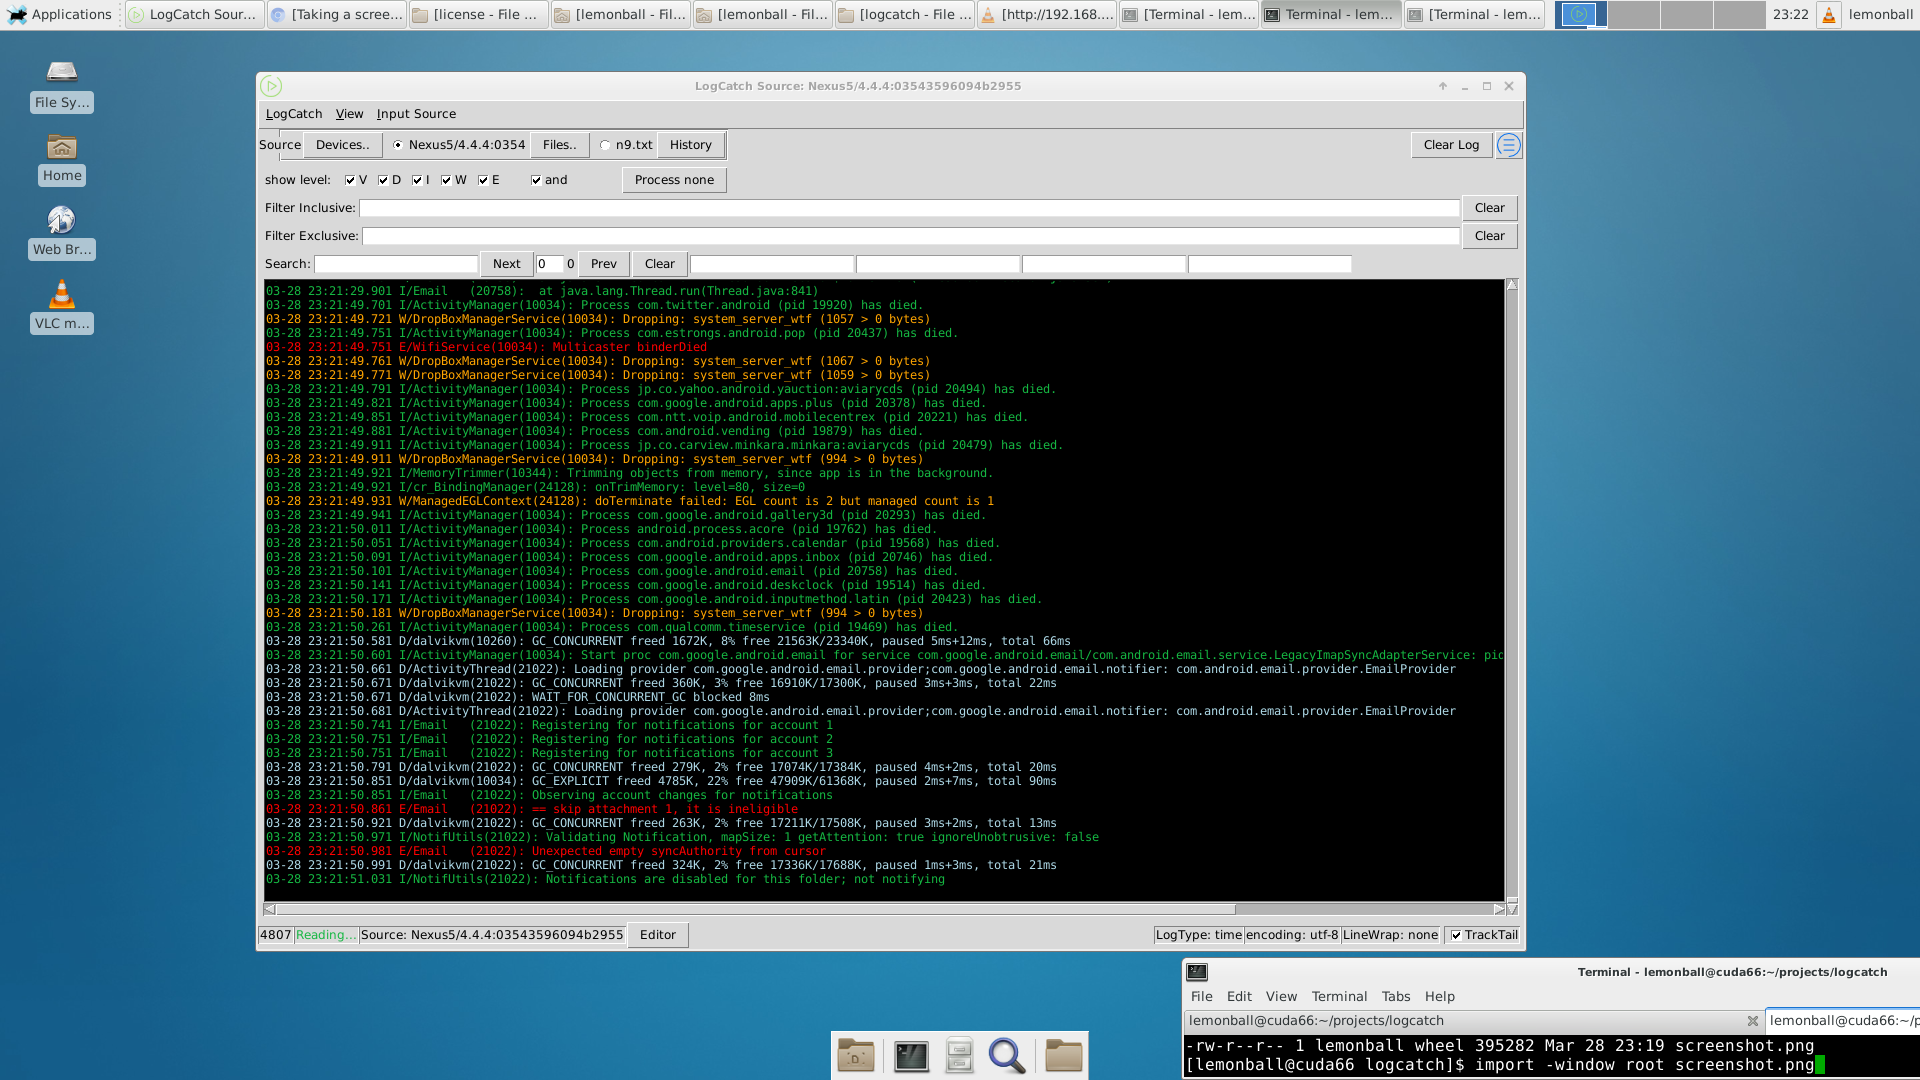 Applications
LogCatch Sour...
[Taking a scree...
[license - File ...
[lemonball - Fil...
[lemonball - Fil...
[logcatch - File ...
[http://192.168....
[Terminal - lem...
Terminal - lem...
[Terminal - lem...
23:22
lemonball
File Sy...
Home
Web Br...
VLC m...
LogCatch Source: Nexus5/4.4.4:03543596094b2955
LogCatch View Input Source
Source Devices.. Nexus5/4.4.4:0354 Files.. n9.txt History Clear Log
show level: V D I W E and Process none
Filter Inclusive: Clear
Filter Exclusive: Clear
Search: Next 0 0 Prev Clear
03-28 23:21:29.901 I/Email   (20758):  at java.lang.Thread.run(Thread.java:841)
03-28 23:21:49.701 I/ActivityManager(10034): Process com.twitter.android (pid 19920) has died.
03-28 23:21:49.721 W/DropBoxManagerService(10034): Dropping: system_server_wtf (1057 > 0 bytes)
03-28 23:21:49.751 I/ActivityManager(10034): Process com.estrongs.android.pop (pid 20437) has died.
03-28 23:21:49.751 E/WifiService(10034): Multicaster binderDied
03-28 23:21:49.761 W/DropBoxManagerService(10034): Dropping: system_server_wtf (1067 > 0 bytes)
03-28 23:21:49.771 W/DropBoxManagerService(10034): Dropping: system_server_wtf (1059 > 0 bytes)
03-28 23:21:49.791 I/ActivityManager(10034): Process jp.co.yahoo.android.yauction:aviarycds (pid 20494) has died.
03-28 23:21:49.821 I/ActivityManager(10034): Process com.google.android.apps.plus (pid 20378) has died.
03-28 23:21:49.851 I/ActivityManager(10034): Process com.ntt.voip.android.mobilecentrex (pid 20221) has died.
03-28 23:21:49.881 I/ActivityManager(10034): Process com.android.vending (pid 19879) has died.
03-28 23:21:49.911 I/ActivityManager(10034): Process jp.co.carview.minkara.minkara:aviarycds (pid 20479) has died.
03-28 23:21:49.911 W/DropBoxManagerService(10034): Dropping: system_server_wtf (994 > 0 bytes)
03-28 23:21:49.921 I/MemoryTrimmer(10344): Trimming objects from memory, since app is in the background.
03-28 23:21:49.921 I/cr_BindingManager(24128): onTrimMemory: level=80, size=0
03-28 23:21:49.931 W/ManagedEGLContext(24128): doTerminate failed: EGL count is 2 but managed count is 1
03-28 23:21:49.941 I/ActivityManager(10034): Process com.google.android.gallery3d (pid 20293) has died.
03-28 23:21:50.011 I/ActivityManager(10034): Process android.process.acore (pid 19762) has died.
03-28 23:21:50.051 I/ActivityManager(10034): Process com.android.providers.calendar (pid 19568) has died.
03-28 23:21:50.091 I/ActivityManager(10034): Process com.google.android.apps.inbox (pid 20746) has died.
03-28 23:21:50.101 I/ActivityManager(10034): Process com.google.android.email (pid 20758) has died.
03-28 23:21:50.141 I/ActivityManager(10034): Process com.google.android.deskclock (pid 19514) has died.
03-28 23:21:50.171 I/ActivityManager(10034): Process com.google.android.inputmethod.latin (pid 20423) has died.
03-28 23:21:50.181 W/DropBoxManagerService(10034): Dropping: system_server_wtf (994 > 0 bytes)
03-28 23:21:50.261 I/ActivityManager(10034): Process com.qualcomm.timeservice (pid 19469) has died.
03-28 23:21:50.581 D/dalvikvm(10260): GC_CONCURRENT freed 1672K, 8% free 21563K/23340K, paused 5ms+12ms, total 66ms
03-28 23:21:50.601 I/ActivityManager(10034): Start proc com.google.android.email for service com.google.android.email/com.android.email.service.LegacyImapSyncAdapterService: pid
03-28 23:21:50.661 D/ActivityThread(21022): Loading provider com.google.android.email.provider;com.google.android.email.notifier: com.android.email.provider.EmailProvider
03-28 23:21:50.671 D/dalvikvm(21022): GC_CONCURRENT freed 360K, 3% free 16910K/17300K, paused 3ms+3ms, total 22ms
03-28 23:21:50.671 D/dalvikvm(21022): WAIT_FOR_CONCURRENT_GC blocked 8ms
03-28 23:21:50.681 D/ActivityThread(21022): Loading provider com.google.android.email.provider;com.google.android.email.notifier: com.android.email.provider.EmailProvider
03-28 23:21:50.741 I/Email   (21022): Registering for notifications for account 1
03-28 23:21:50.751 I/Email   (21022): Registering for notifications for account 2
03-28 23:21:50.751 I/Email   (21022): Registering for notifications for account 3
03-28 23:21:50.791 D/dalvikvm(21022): GC_CONCURRENT freed 279K, 2% free 17074K/17384K, paused 4ms+2ms, total 20ms
03-28 23:21:50.851 D/dalvikvm(10034): GC_EXPLICIT freed 4785K, 22% free 47909K/61368K, paused 2ms+7ms, total 90ms
03-28 23:21:50.851 I/Email   (21022): Observing account changes for notifications
03-28 23:21:50.861 E/Email   (21022): == skip attachment 1, it is ineligible
03-28 23:21:50.921 D/dalvikvm(21022): GC_CONCURRENT freed 263K, 2% free 17211K/17508K, paused 3ms+2ms, total 13ms
03-28 23:21:50.971 I/NotifUtils(21022): Validating Notification, mapSize: 1 getAttention: true ignoreUnobtrusive: false
03-28 23:21:50.981 E/Email   (21022): Unexpected empty syncAuthority from cursor
03-28 23:21:50.991 D/dalvikvm(21022): GC_CONCURRENT freed 324K, 2% free 17336K/17688K, paused 1ms+3ms, total 21ms
03-28 23:21:51.031 I/NotifUtils(21022): Notifications are disabled for this folder; not notifying
4807 Reading... Source: Nexus5/4.4.4:03543596094b2955 Editor LogType: time encoding: utf-8 LineWrap: none TrackTail
Terminal - lemonball@cuda66:~/projects/logcatch
File Edit View Terminal Tabs Help
lemonball@cuda66:~/projects/logcatch lemonball@cuda66:~/p
-rw-r--r-- 1 lemonball wheel 395282 Mar 28 23:19 screenshot.png
[lemonball@cuda66 logcatch]$ import -window root screenshot.png